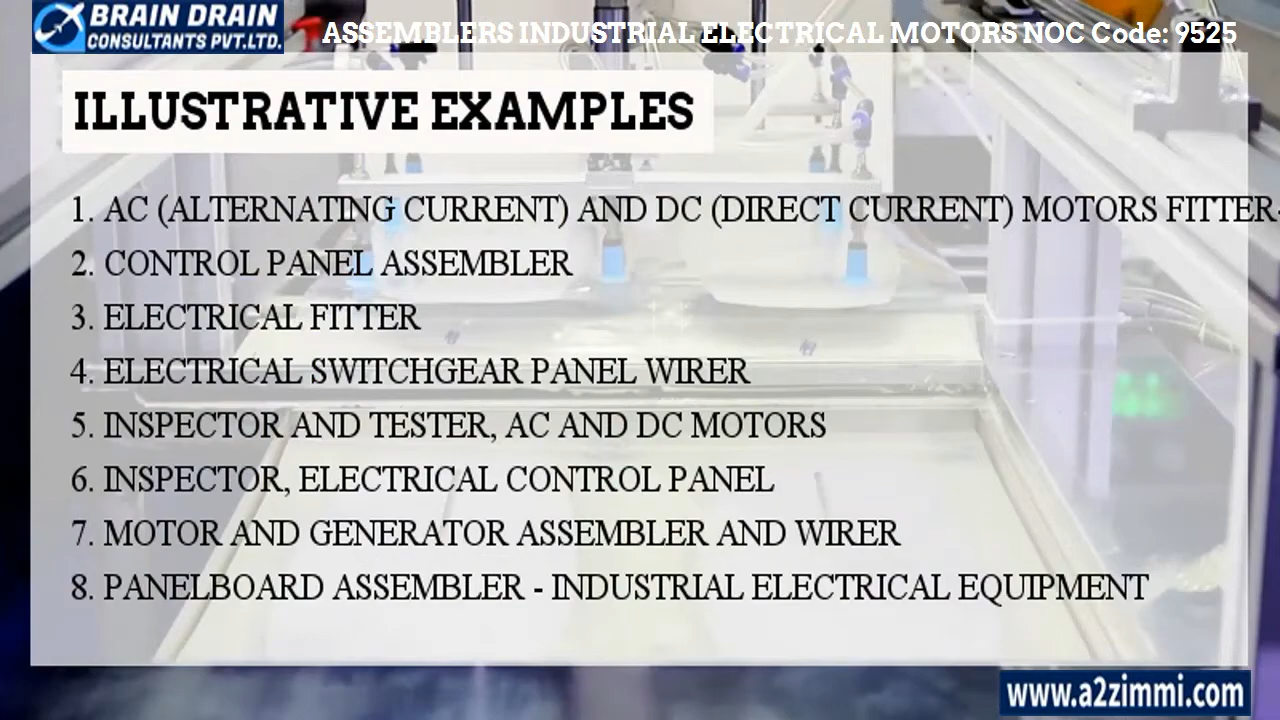 BRAIN DRAIN
CONSULTANTS PVT.LTD.
ASSEMBLERS INDUSTRIAL ELECTRICAL MOTORS NOC Code: 9525
ILLUSTRATIVE EXAMPLES
1. AC (ALTERNATING CURRENT) AND DC (DIRECT CURRENT) MOTORS FITTER-
2. CONTROL PANEL ASSEMBLER
3. ELECTRICAL FITTER
4. ELECTRICAL SWITCHGEAR PANEL WIRER
5. INSPECTOR AND TESTER, AC AND DC MOTORS
6. INSPECTOR, ELECTRICAL CONTROL PANEL
7. MOTOR AND GENERATOR ASSEMBLER AND WIRER
8. PANELBOARD ASSEMBLER - INDUSTRIAL ELECTRICAL EQUIPMENT
www.a2zimmi.com